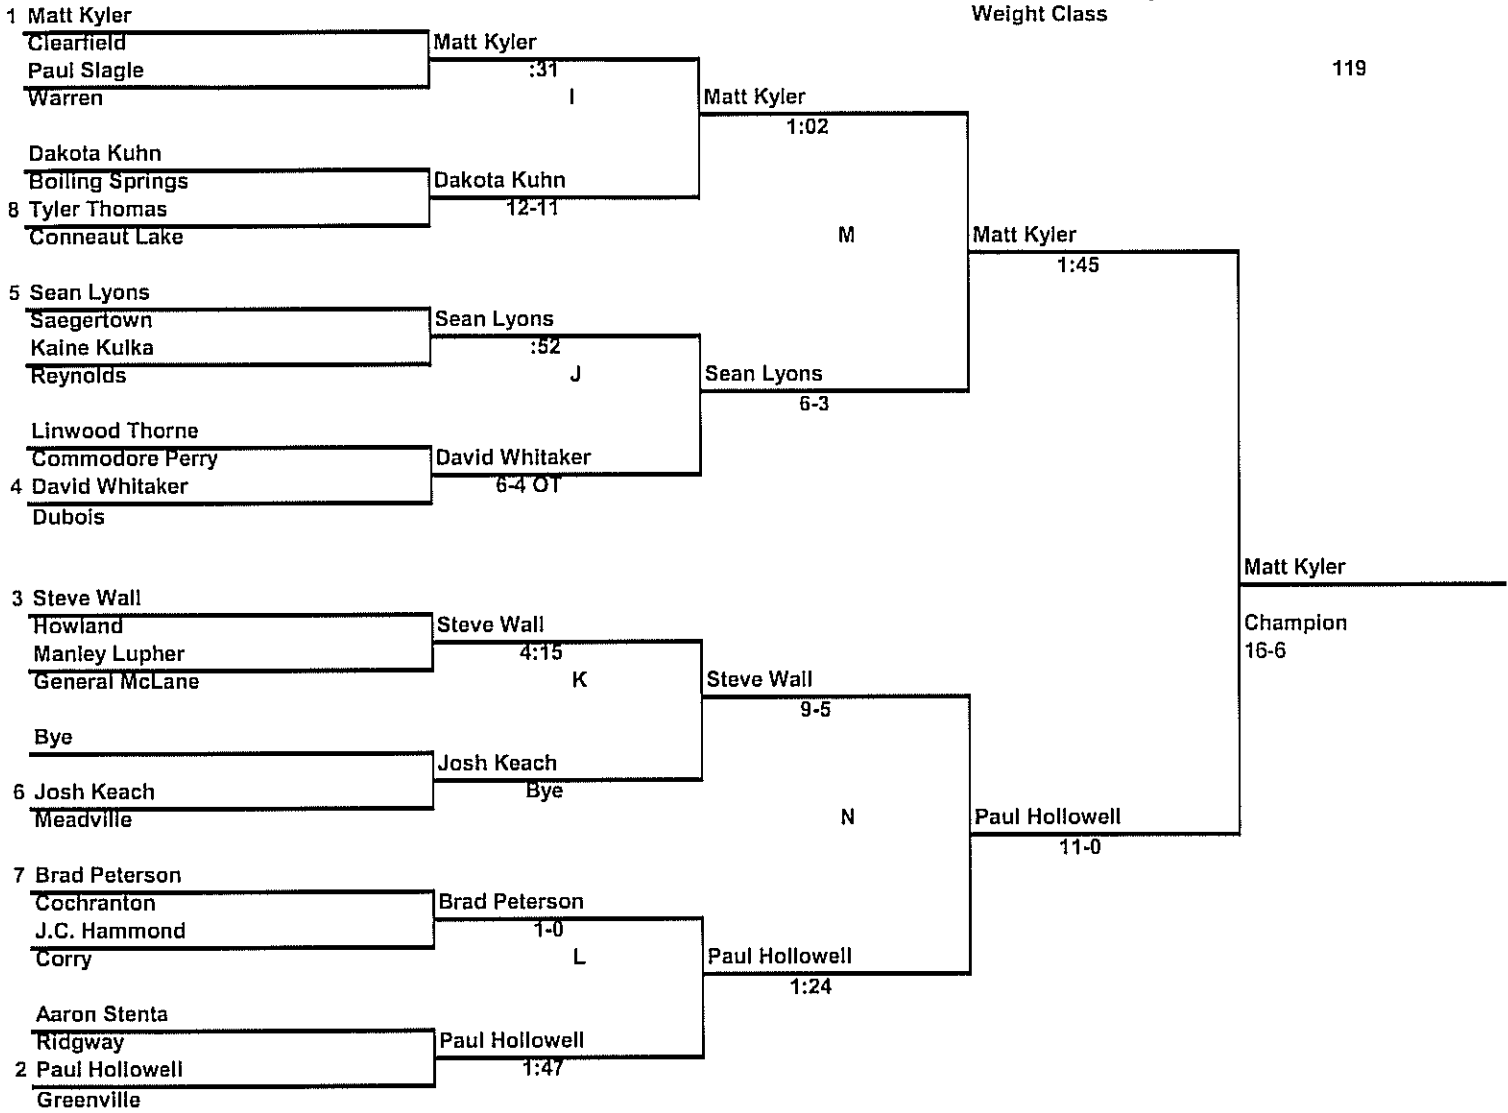 Weight Class
119
1 Matt Kyler
Clearfield
Paul Slagle
Warren
Dakota Kuhn
Boiling Springs
8 Tyler Thomas
Conneaut Lake
5 Sean Lyons
Saegertown
Kaine Kulka
Reynolds
Linwood Thorne
Commodore Perry
4 David Whitaker
Dubois
3 Steve Wall
Howland
Manley Lupher
General McLane
Bye
6 Josh Keach
Meadville
7 Brad Peterson
Cochranton
J.C. Hammond
Corry
Aaron Stenta
Ridgway
2 Paul Hollowell
Greenville
Matt Kyler
:31
I
Dakota Kuhn
12-11
Sean Lyons
:52
J
David Whitaker
6-4 OT
Steve Wall
4:15
K
Josh Keach
Bye
Brad Peterson
1-0
L
Paul Hollowell
1:47
Matt Kyler
1:02
M
Sean Lyons
6-3
Steve Wall
9-5
N
Paul Hollowell
1:24
Matt Kyler
1:45
Paul Hollowell
11-0
Matt Kyler
Champion
16-6